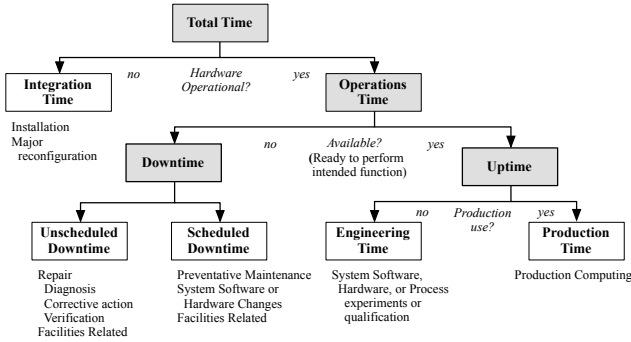 Total Time
no
Hardware
Operational?
yes
Integration
Time
Operations
Time
Installation
Major
reconfiguration
no
Available?
(Ready to perform
intended function)
yes
Downtime
Uptime
Unscheduled
Downtime
Scheduled
Downtime
no
Production
use?
yes
Engineering
Time
Production
Time
Repair
Diagnosis
Corrective action
Verification
Facilities Related
Preventative Maintenance
System Software or
Hardware Changes
Facilities Related
System Software,
Hardware, or Process
experiments or
qualification
Production Computing